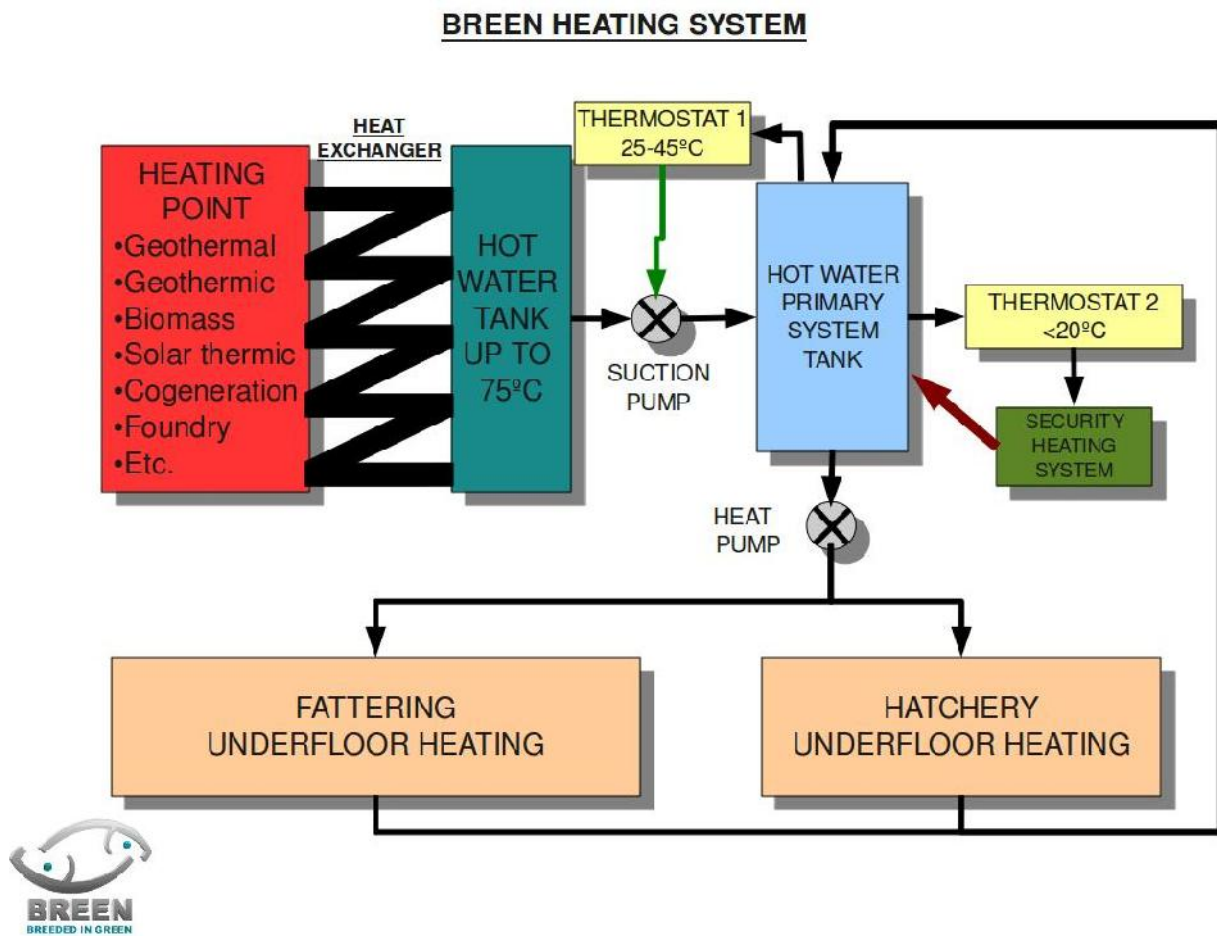 BREEN HEATING SYSTEM
HEAT
EXCHANGER
HEATING
POINT
•Geothermal
•Geothermic
•Biomass
•Solar thermic
•Cogeneration
•Foundry
•Etc.
HOT
WATER
TANK
UP TO
75ºC
THERMOSTAT 1
25-45ºC
SUCTION
PUMP
HOT WATER
PRIMARY
SYSTEM
TANK
THERMOSTAT 2
<20ºC
SECURITY
HEATING
SYSTEM
HEAT
PUMP
FATTERING
UNDERFLOOR HEATING
HATCHERY
UNDERFLOOR HEATING
BREEN
BREEDED IN GREEN